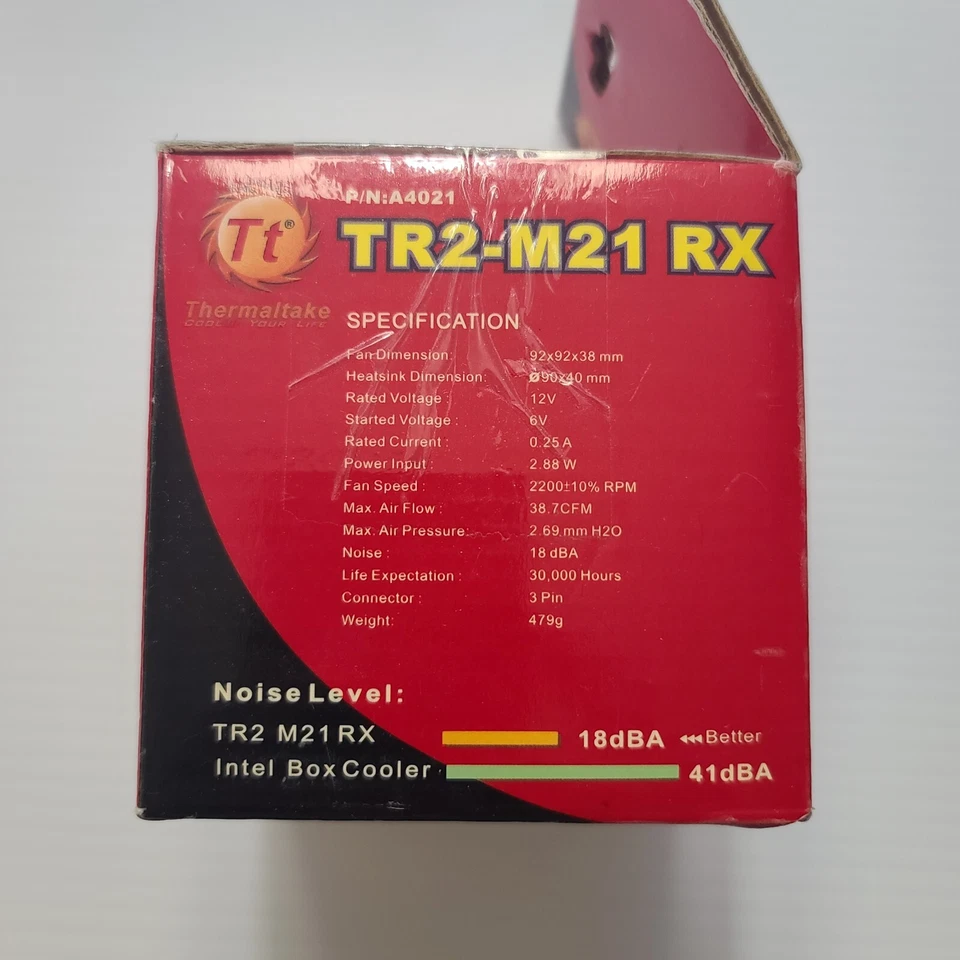 P/N:A4021
Tt®
TR2-M21 RX
Thermaltake
COOL YOUR LIFE
SPECIFICATION
Fan Dimension: 92x92x38 mm
Heatsink Dimension: Ø90x40 mm
Rated Voltage : 12V
Started Voltage : 6V
Rated Current : 0.25 A
Power Input : 2.88 W
Fan Speed : 2200±10% RPM
Max. Air Flow : 38.7CFM
Max. Air Pressure: 2.69 mm H2O
Noise : 18 dBA
Life Expectation : 30,000 Hours
Connector : 3 Pin
Weight: 479g
Noise Level:
TR2 M21 RX 18dBA Better
Intel Box Cooler 41dBA